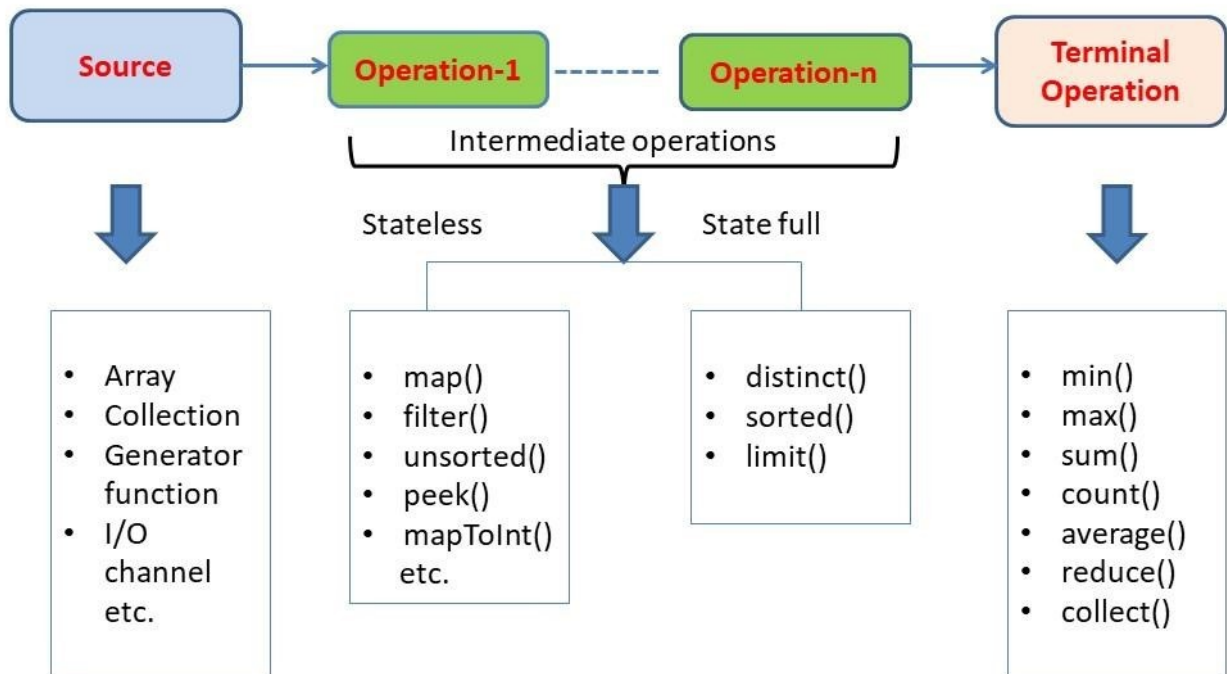 Source
Operation-1
Operation-n
Terminal
Operation
Intermediate operations
Stateless
State full
• Array
• Collection
• Generator
function
• I/O
channel
etc.
• map()
• filter()
• unsorted()
• peek()
• mapToInt()
etc.
• distinct()
• sorted()
• limit()
• min()
• max()
• sum()
• count()
• average()
• reduce()
• collect()